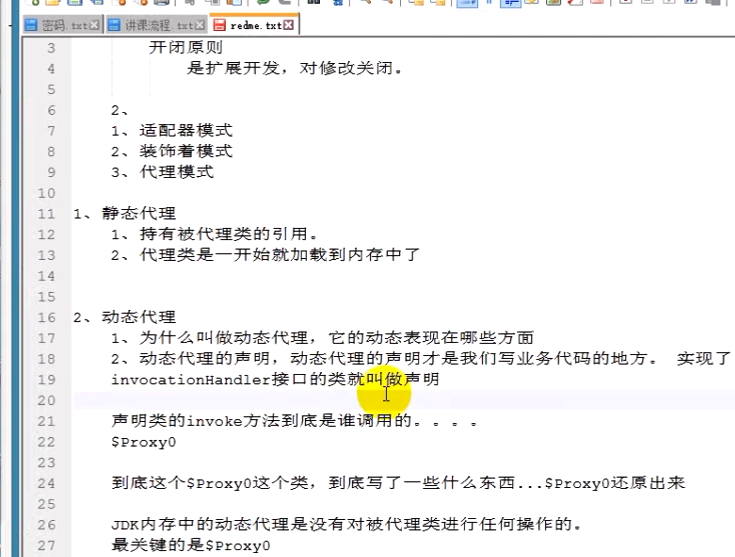 密码.txt 讲课流程.txt redme.txt
3 开闭原则
4 是扩展开发，对修改关闭。
5
6 2、
7 1、适配器模式
8 2、装饰着模式
9 3、代理模式
10
11 1、静态代理
12 1、持有被代理类的引用。
13 2、代理类是一开始就加载到内存中了
14
15
16 2、动态代理
17 1、为什么叫做动态代理，它的动态表现在哪些方面
18 2、动态代理的声明，动态代理的声明才是我们写业务代码的地方。 实现了
19 invocationHandler接口的类就叫做声明
20
21 声明类的invoke方法到底是谁调用的。。。。
22 $Proxy0
23
24 到底这个$Proxy0这个类，到底写了一些什么东西...$Proxy0还原出来
25
26 JDK内存中的动态代理是没有对被代理类进行任何操作的。
27 最关键的是$Proxy0